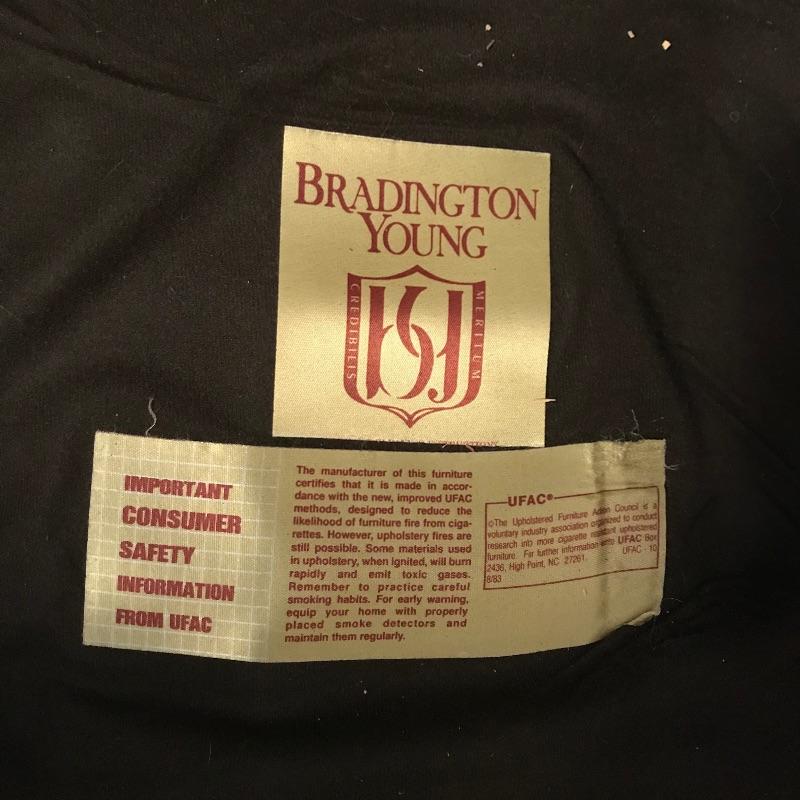 BRADINGTON
YOUNG
CREDIBILIS
MERITUM
IMPORTANT
CONSUMER
SAFETY
INFORMATION
FROM UFAC
The manufacturer of this furniture
certifies that it is made in accor-
dance with the new, improved UFAC
methods, designed to reduce the
likelihood of furniture fire from ciga-
rettes. However, upholstery fires are
still possible. Some materials used
in upholstery, when ignited, will burn
rapidly and emit toxic gases.
Remember to practice careful
smoking habits. For early warning,
equip your home with properly
placed smoke detectors and
maintain them regularly.
UFAC®
©The Upholstered Furniture Action Council is a
voluntary industry association organized to conduct
research into more cigarette resistant upholstered
furniture. For further information write UFAC Box
2436, High Point, NC 27261. UFAC - 10
8/83